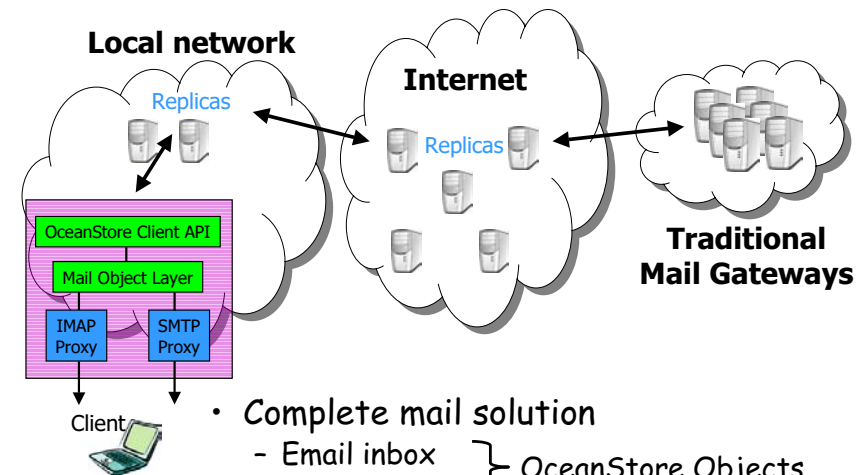 Local network
Internet
Replicas
Replicas
OceanStore Client API
Mail Object Layer
IMAP
Proxy
SMTP
Proxy
Traditional
Mail Gateways
Client
• Complete mail solution
– Email inbox
OceanStore Objects